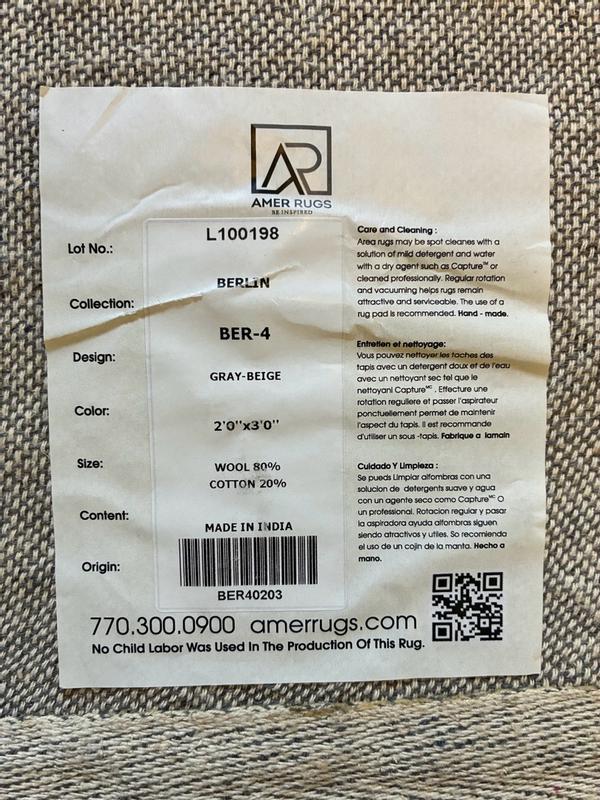 AR
AMER RUGS
BE INSPIRED
Lot No.:
L100198
Collection:
BERLIN
Design:
BER-4
Color:
GRAY-BEIGE
Size:
2'0"x3'0"
Content:
WOOL 80%
COTTON 20%
Origin:
MADE IN INDIA
BER40203
Care and Cleaning :
Area rugs may be spot cleanes with a
solution of mild detergent and water
with a dry agent such as Capture™ or
cleaned professionally. Regular rotation
and vacuuming helps rugs remain
attractive and serviceable. The use of a
rug pad is recommended. Hand - made.
Entretien et nettoyage:
Vous pouvez nettoyer les taches des
tapis avec un detergent doux et de l'eau
avec un nettoyant sec tel que le
nettoyani Capture MC . Effecture une
rotation reguliere et passer l'aspirateur
ponctuellement permet de maintenir
l'aspect du tapis. Il est recommande
d'utiliser un sous -tapis. Fabrique a lamain
Cuidado Y Limpieza :
Se pueds Limpiar alfombras con una
solucion de detergents suave y agua
con un agente seco como Capture MC O
un professional. Rotacion regular y pasar
la aspiradora ayuda alfombras siguen
siendo atractivos y utiles. So recomienda
el uso de un cojin de la manta. Hecho a
mano.
770.300.0900 amerrugs.com
No Child Labor Was Used In The Production Of This Rug.